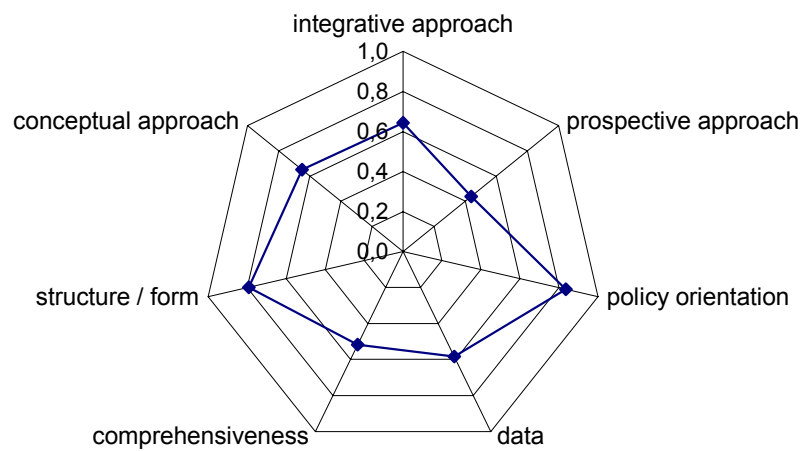 integrative approach
1,0
0,8
conceptual approach
prospective approach
0,6
0,4
0,2
0,0
structure / form
policy orientation
comprehensiveness
data